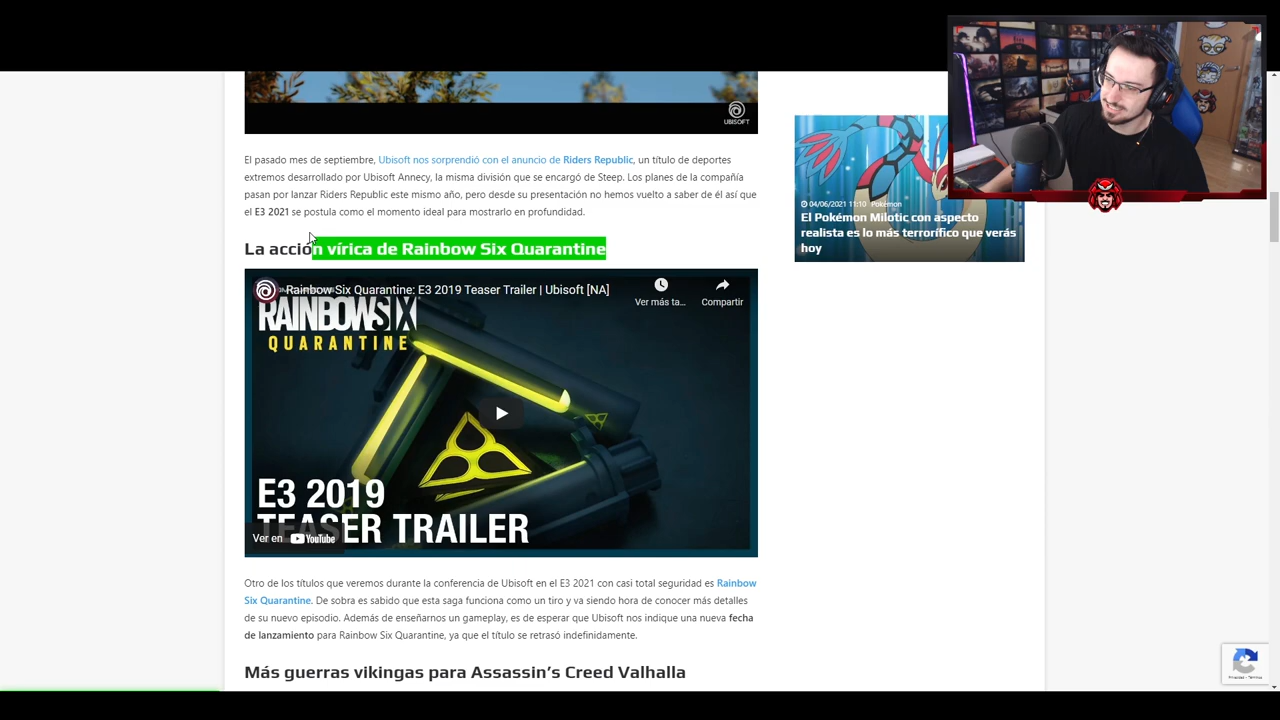 UBISOFT
El pasado mes de septiembre, Ubisoft nos sorprendió con el anuncio de Riders Republic, un título de deportes
extremos desarrollado por Ubisoft Annecy, la misma división que se encargó de Steep. Los planes de la compañía
pasan por lanzar Riders Republic este mismo año, pero desde su presentación no hemos vuelto a saber de él así que
el E3 2021 se postula como el momento ideal para mostrarlo en profundidad.
La acción vírica de Rainbow Six Quarantine
Rainbow Six Quarantine: E3 2019 Teaser Trailer | Ubisoft [NA]
Ver más ta...
Compartir
RAINBOWSIX
QUARANTINE
E3 2019
TEASER TRAILER
Ver en YouTube
Otro de los títulos que veremos durante la conferencia de Ubisoft en el E3 2021 con casi total seguridad es Rainbow
Six Quarantine. De sobra es sabido que esta saga funciona como un tiro y va siendo hora de conocer más detalles
de su nuevo episodio. Además de enseñarnos un gameplay, es de esperar que Ubisoft nos indique una nueva fecha
de lanzamiento para Rainbow Six Quarantine, ya que el título se retrasó indefinidamente.
Más guerras vikingas para Assassin’s Creed Valhalla
04/06/2021 11:10 Pokémon
El Pokémon Milotic con aspecto
realista es lo más terrorífico que verás
hoy
Privacidad - Términos